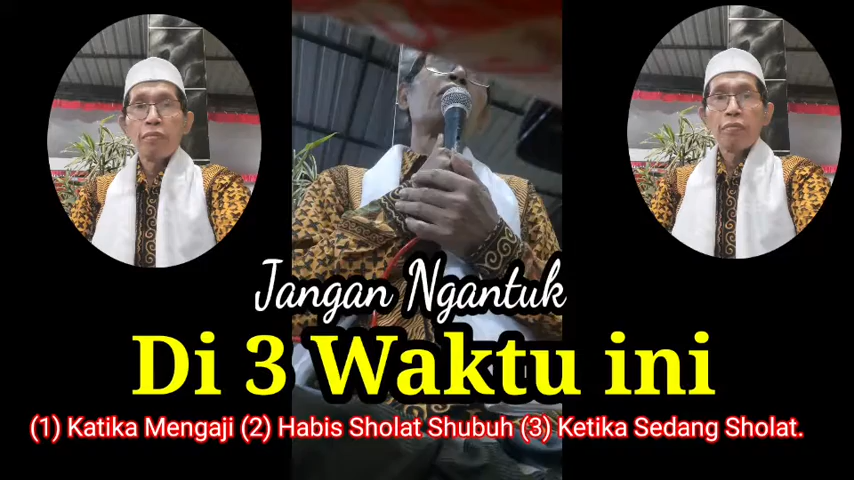 Jangan Ngantuk
Di 3 Waktu ini
(1) Katika Mengaji (2) Habis Sholat Shubuh (3) Ketika Sedang Sholat.